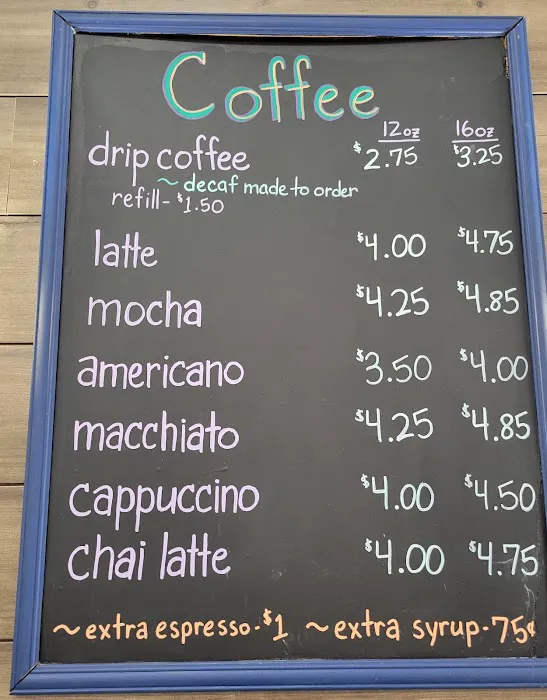 Coffee
12oz 16oz
drip coffee $2.75 $3.25
~ decaf made to order
refill- $1.50
latte $4.00 $4.75
mocha $4.25 $4.85
americano $3.50 $4.00
macchiato $4.25 $4.85
cappuccino $4.00 $4.50
chai latte $4.00 $4.75
~extra espresso-$1 ~extra syrup-75¢